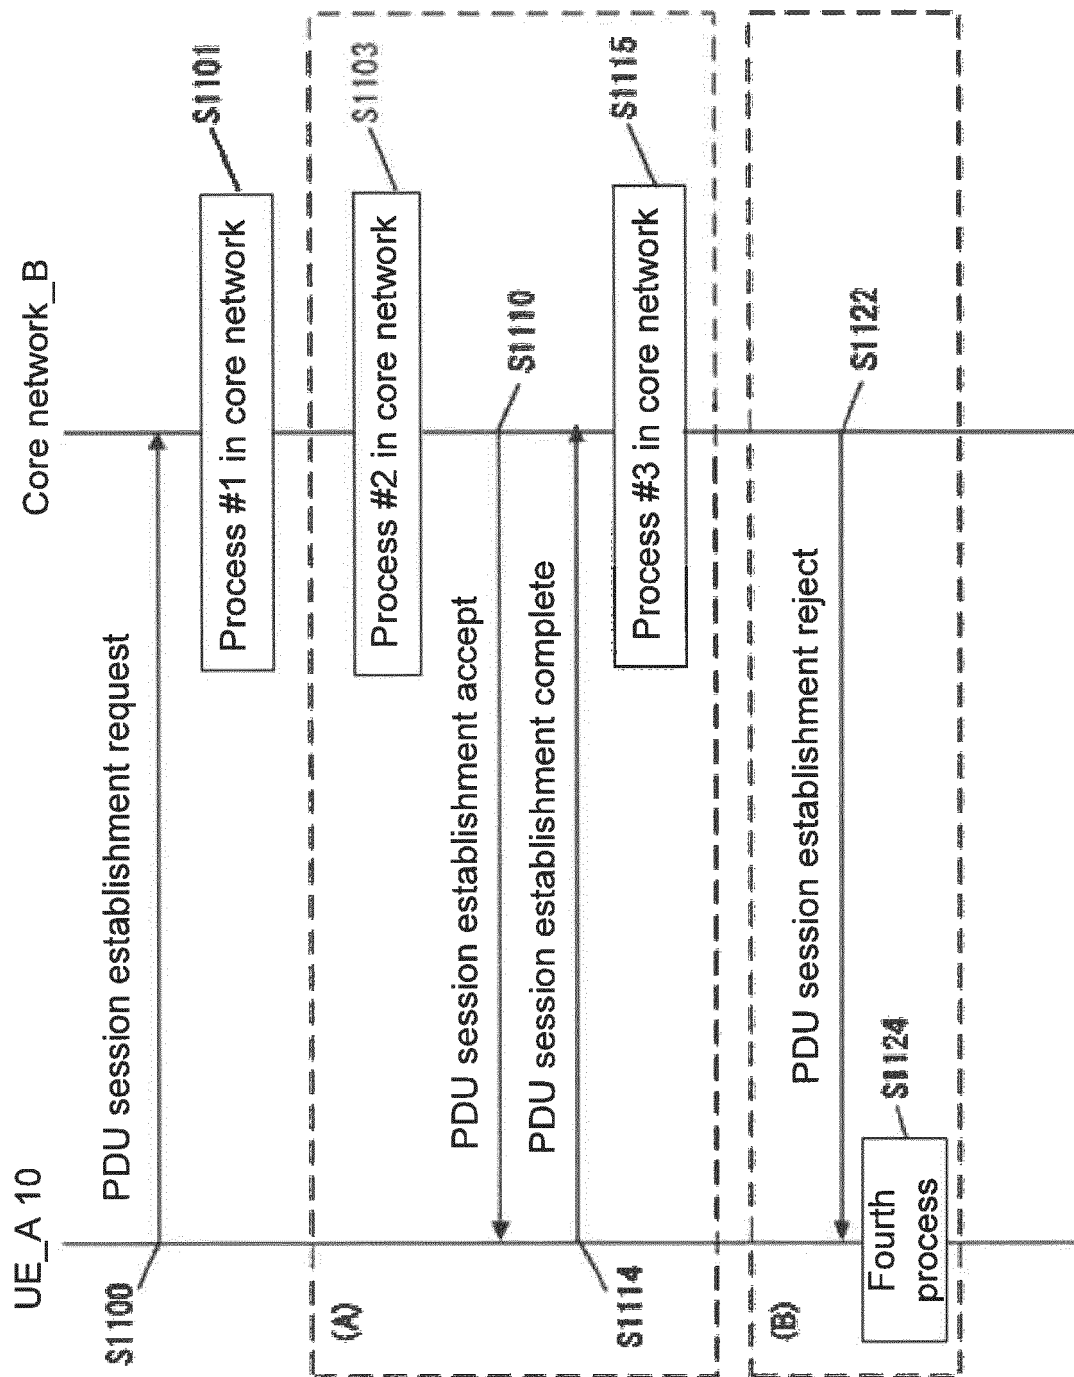 UE_A 10
Core network_B
S1100
PDU session establishment request
Process #1 in core network
S1101
(A)
Process #2 in core network
S1103
PDU session establishment accept
S1110
PDU session establishment complete
S1114
Process #3 in core network
S1115
(B)
PDU session establishment reject
S1122
Fourth
process
S1124